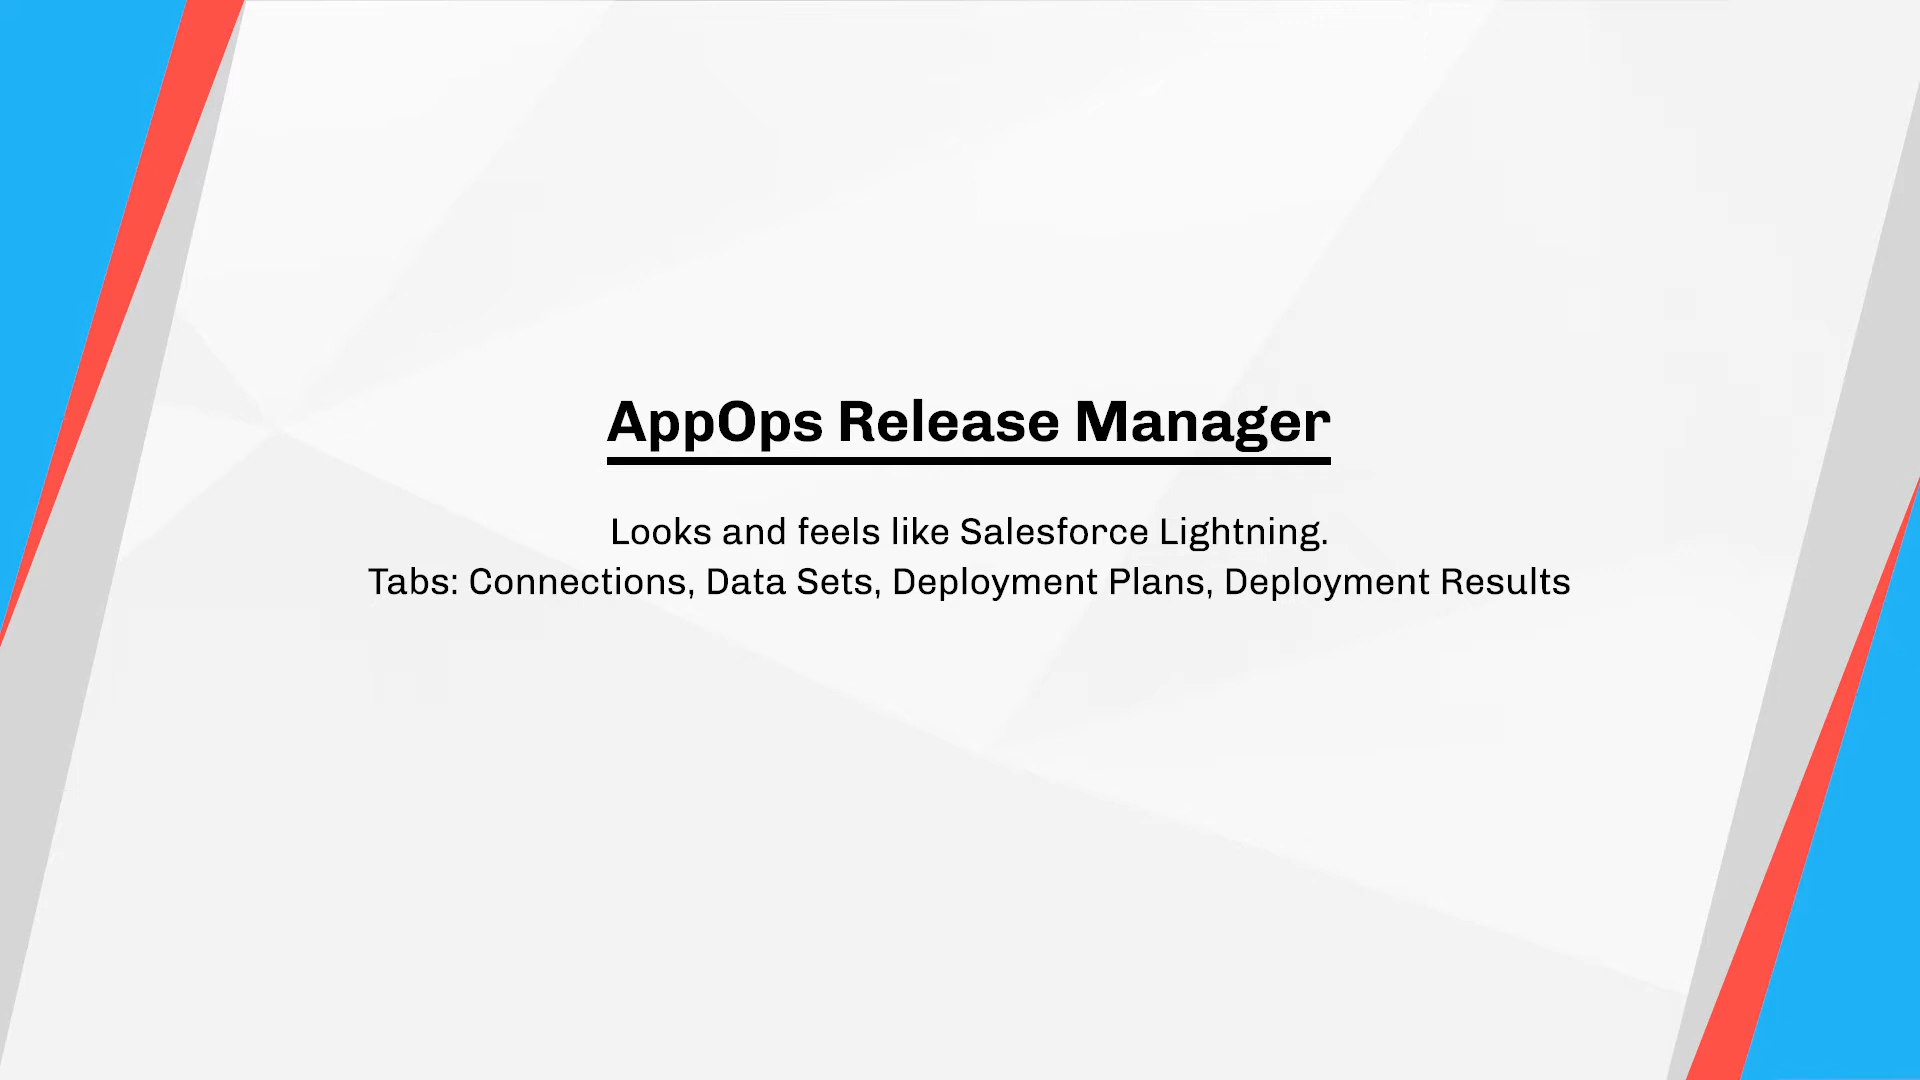 AppOps Release Manager
Looks and feels like Salesforce Lightning.
Tabs: Connections, Data Sets, Deployment Plans, Deployment Results